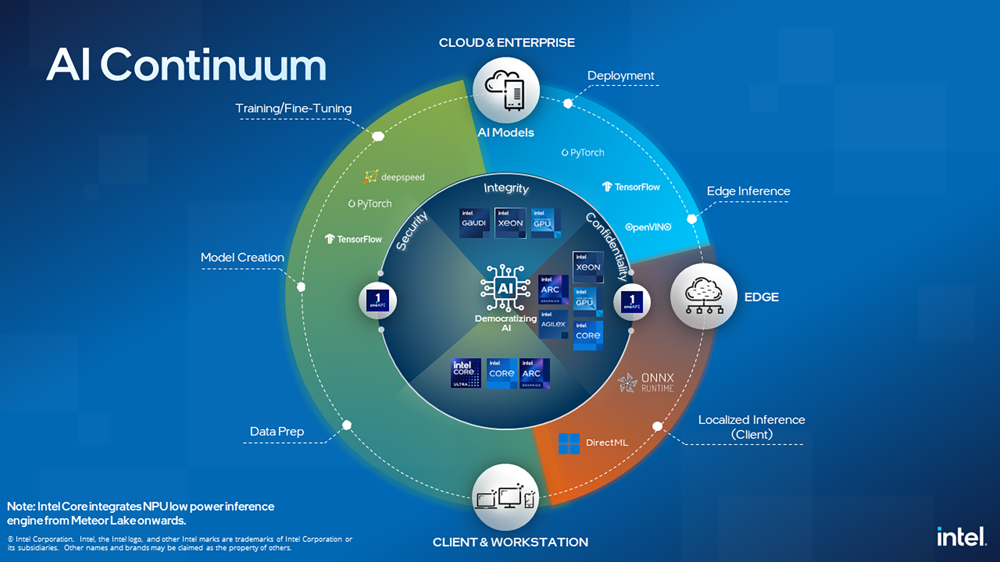 AI Continuum
CLOUD & ENTERPRISE
Deployment
Training/Fine-Tuning
AI Models
PyTorch
deepspeed
TensorFlow
Integrity
Edge Inference
PyTorch
intel
GAUDI
intel
XEON
intel
GPU
Security
Confidentiality
OpenVINO
TensorFlow
Model Creation
intel
XEON
intel
ARC
GRAPHICS
intel
GPU
AI
1
oneAPI
1
oneAPI
EDGE
Democratizing
AI
intel
AGILEX
intel
CORE
intel
CORE
ULTRA
intel
CORE
intel
ARC
GRAPHICS
ONNX
RUNTIME
Data Prep
Localized Inference
(Client)
DirectML
Note: Intel Core integrates NPU low power inference
engine from Meteor Lake onwards.
© Intel Corporation. Intel, the Intel logo, and other Intel marks are trademarks of Intel Corporation or
its subsidiaries. Other names and brands may be claimed as the property of others.
CLIENT & WORKSTATION
intel.